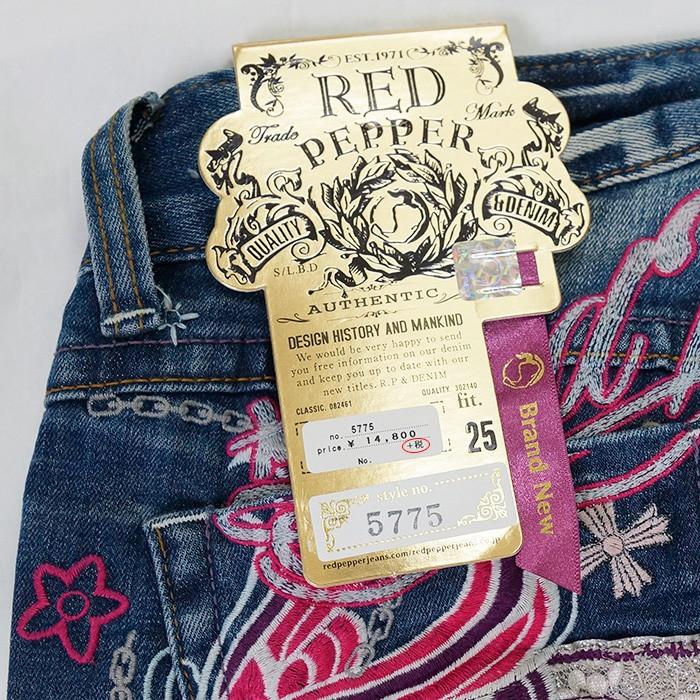 EST.1971
RED
Trade Mark
PEPPER
QUALITY & DENIM
S/L.B.D
AUTHENTIC
DESIGN HISTORY AND MANKIND
We would be very happy to send
you free information on our denim
and keep you up to date with our
new titles. R.P & DENIM
CLASSIC. 082461 QUALITY. 302140
fit.
25
no. 5775
price. ¥ 14,800
+税
No.
style no.
5775
redpepperjeans.com/redpepperjeans.co.jp
Brand New